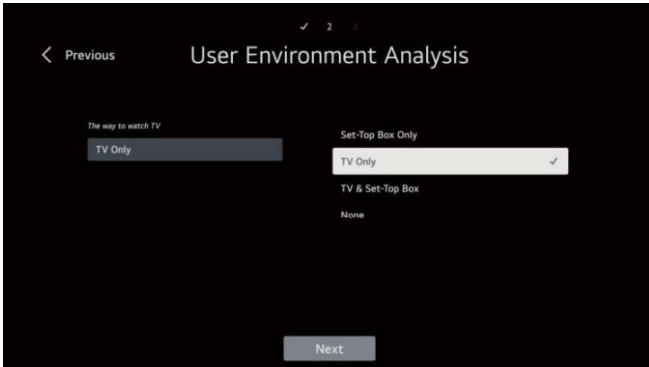 2 3
Previous
User Environment Analysis
The way to watch TV
TV Only
Set-Top Box Only
TV Only
TV & Set-Top Box
None
Next